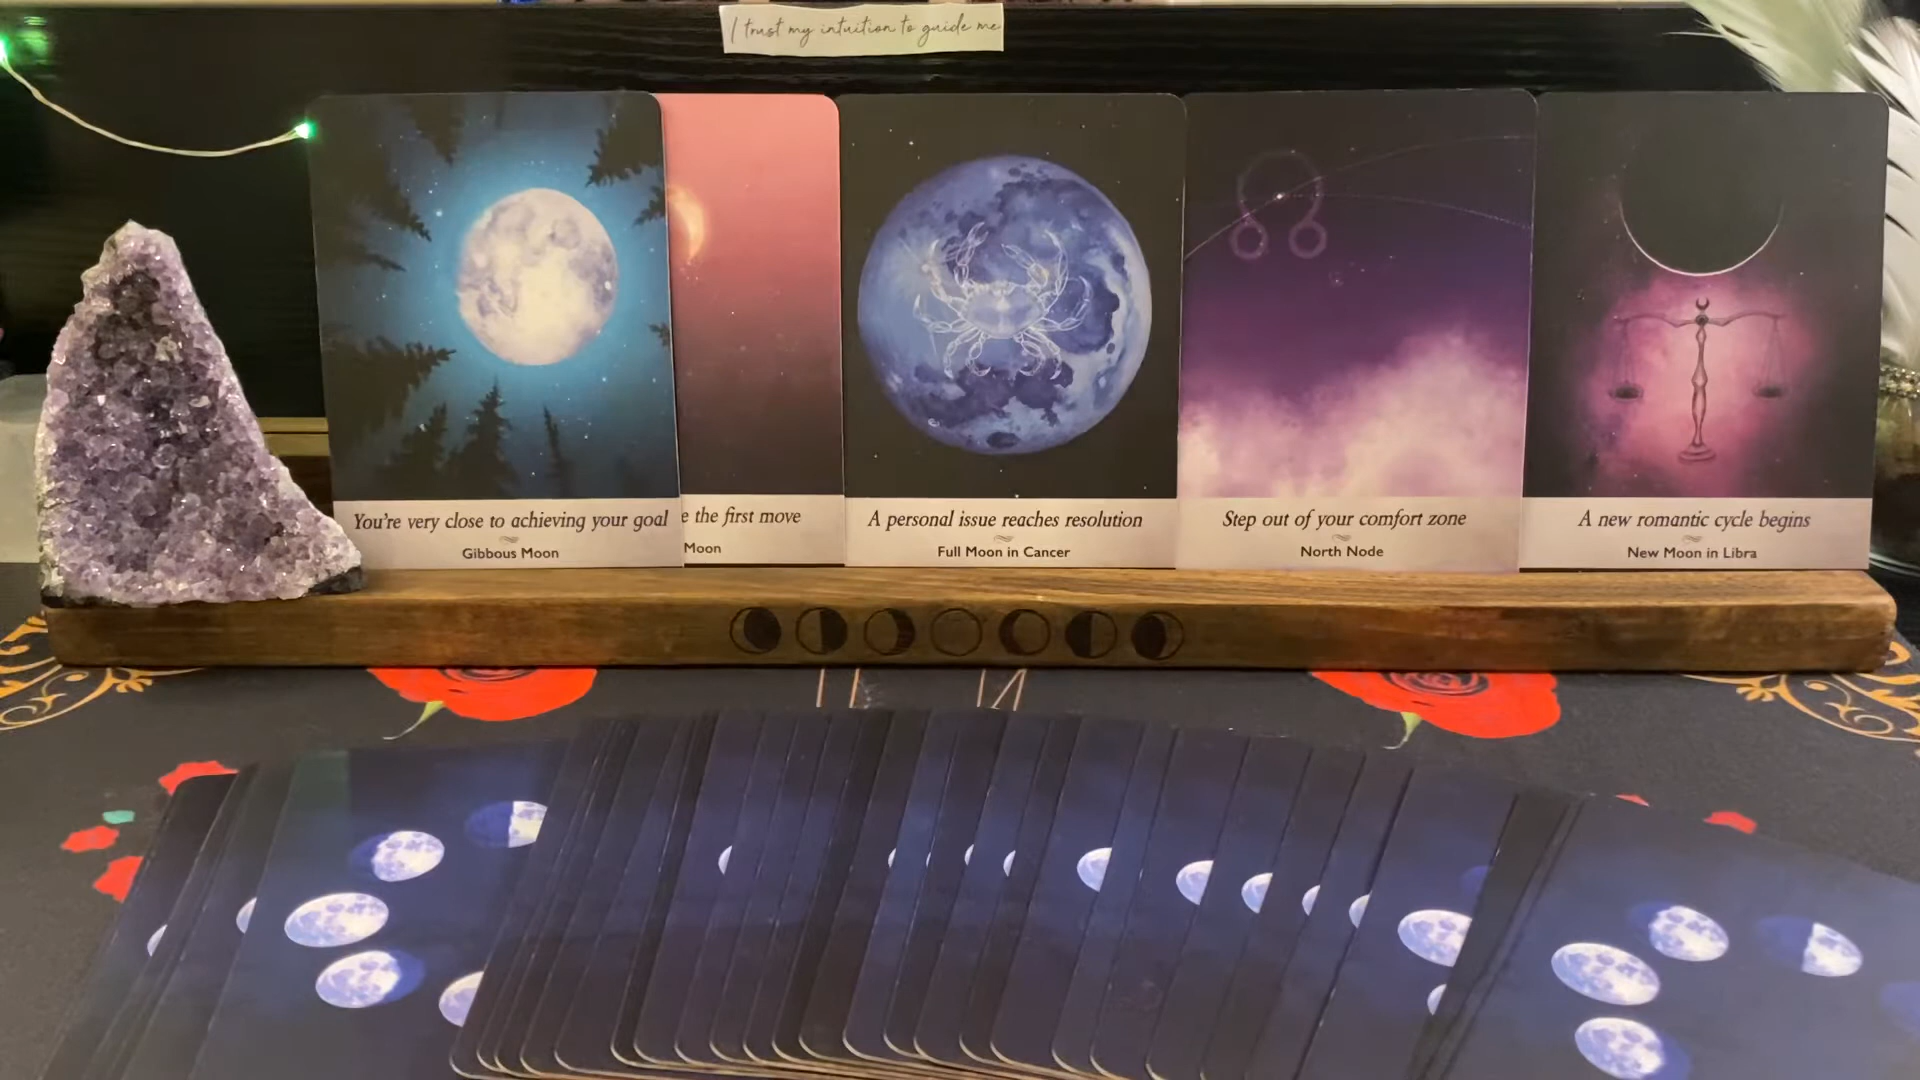 I trust my intuition to guide me
You're very close to achieving your goal
Gibbous Moon
e the first move
Moon
A personal issue reaches resolution
Full Moon in Cancer
Step out of your comfort zone
North Node
A new romantic cycle begins
New Moon in Libra